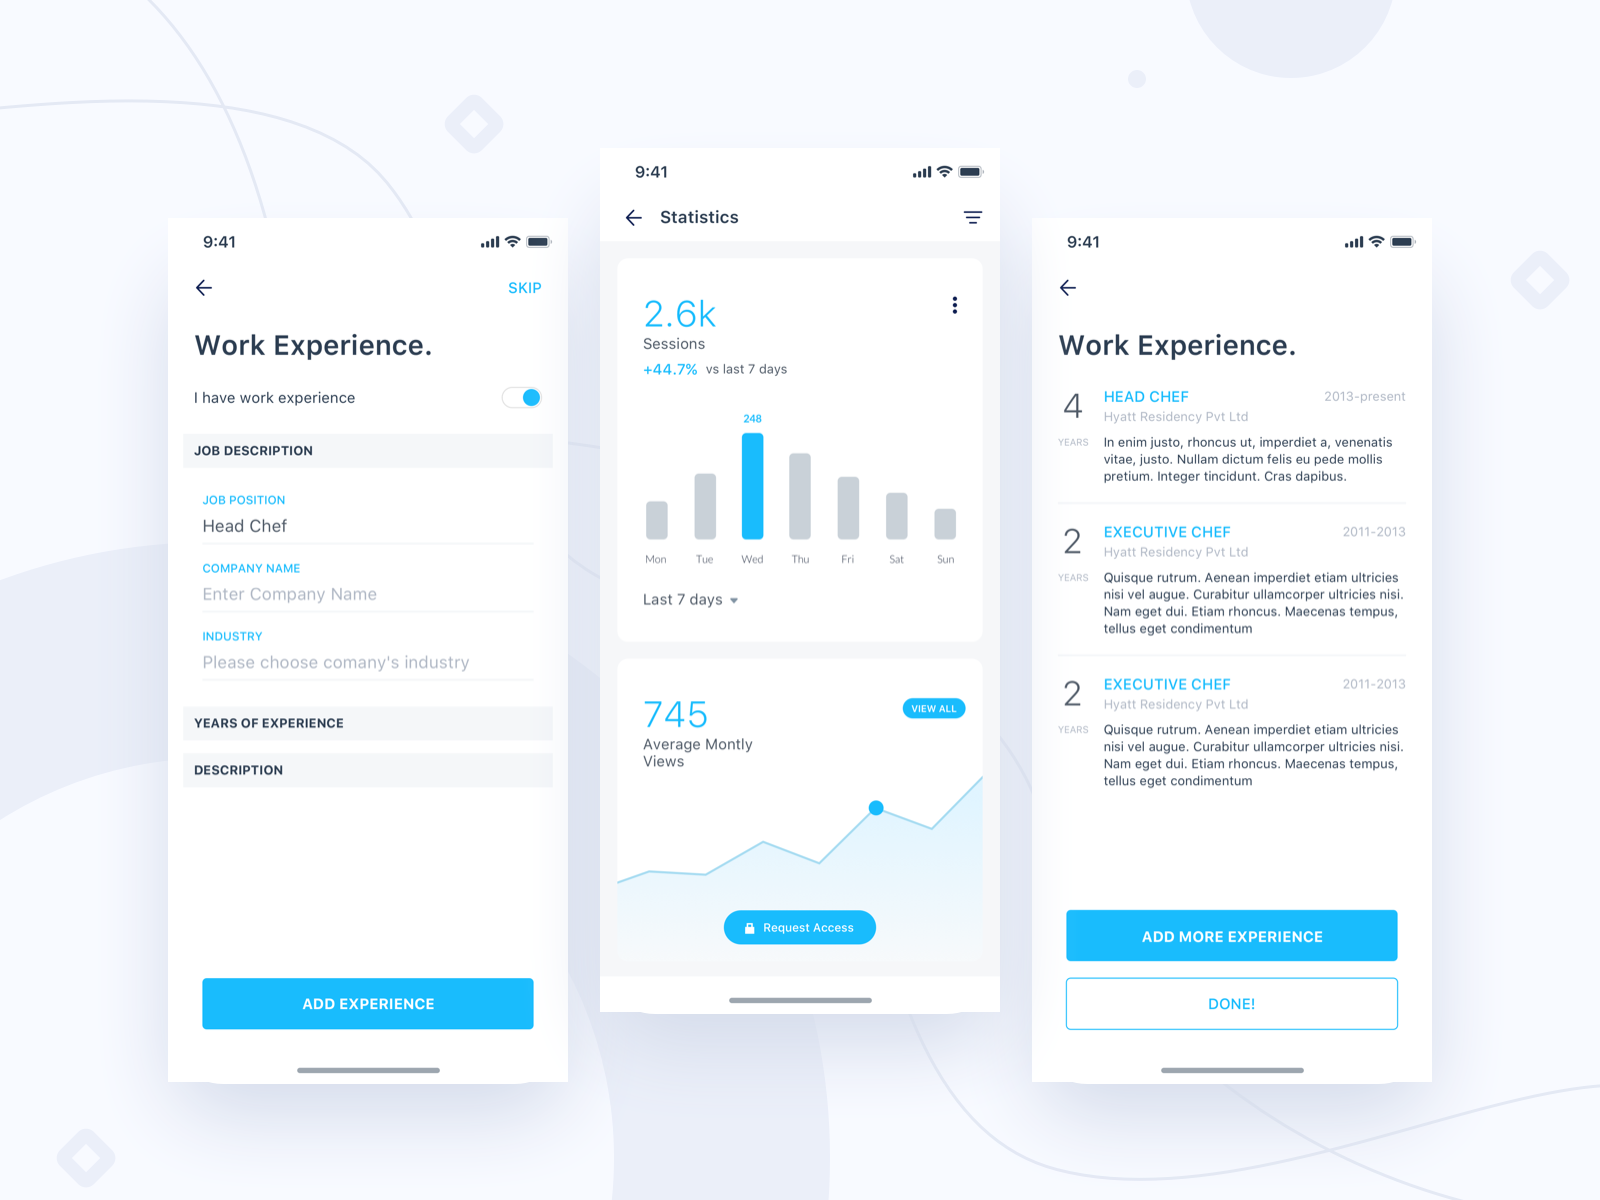 9:41
SKIP
Work Experience.
I have work experience
JOB DESCRIPTION
JOB POSITION
Head Chef
COMPANY NAME
Enter Company Name
INDUSTRY
Please choose comany's industry
YEARS OF EXPERIENCE
DESCRIPTION
ADD EXPERIENCE
9:41
Statistics
2.6k
Sessions
+44.7% vs last 7 days
248
Mon Tue Wed Thu Fri Sat Sun
Last 7 days
745
VIEW ALL
Average Montly
Views
Request Access
9:41
Work Experience.
4 HEAD CHEF 2013-present
Hyatt Residency Pvt Ltd
YEARS In enim justo, rhoncus ut, imperdiet a, venenatis
vitae, justo. Nullam dictum felis eu pede mollis
pretium. Integer tincidunt. Cras dapibus.
2 EXECUTIVE CHEF 2011-2013
Hyatt Residency Pvt Ltd
YEARS Quisque rutrum. Aenean imperdiet etiam ultricies
nisi vel augue. Curabitur ullamcorper ultricies nisi.
Nam eget dui. Etiam rhoncus. Maecenas tempus,
tellus eget condimentum
2 EXECUTIVE CHEF 2011-2013
Hyatt Residency Pvt Ltd
YEARS Quisque rutrum. Aenean imperdiet etiam ultricies
nisi vel augue. Curabitur ullamcorper ultricies nisi.
Nam eget dui. Etiam rhoncus. Maecenas tempus,
tellus eget condimentum
ADD MORE EXPERIENCE
DONE!